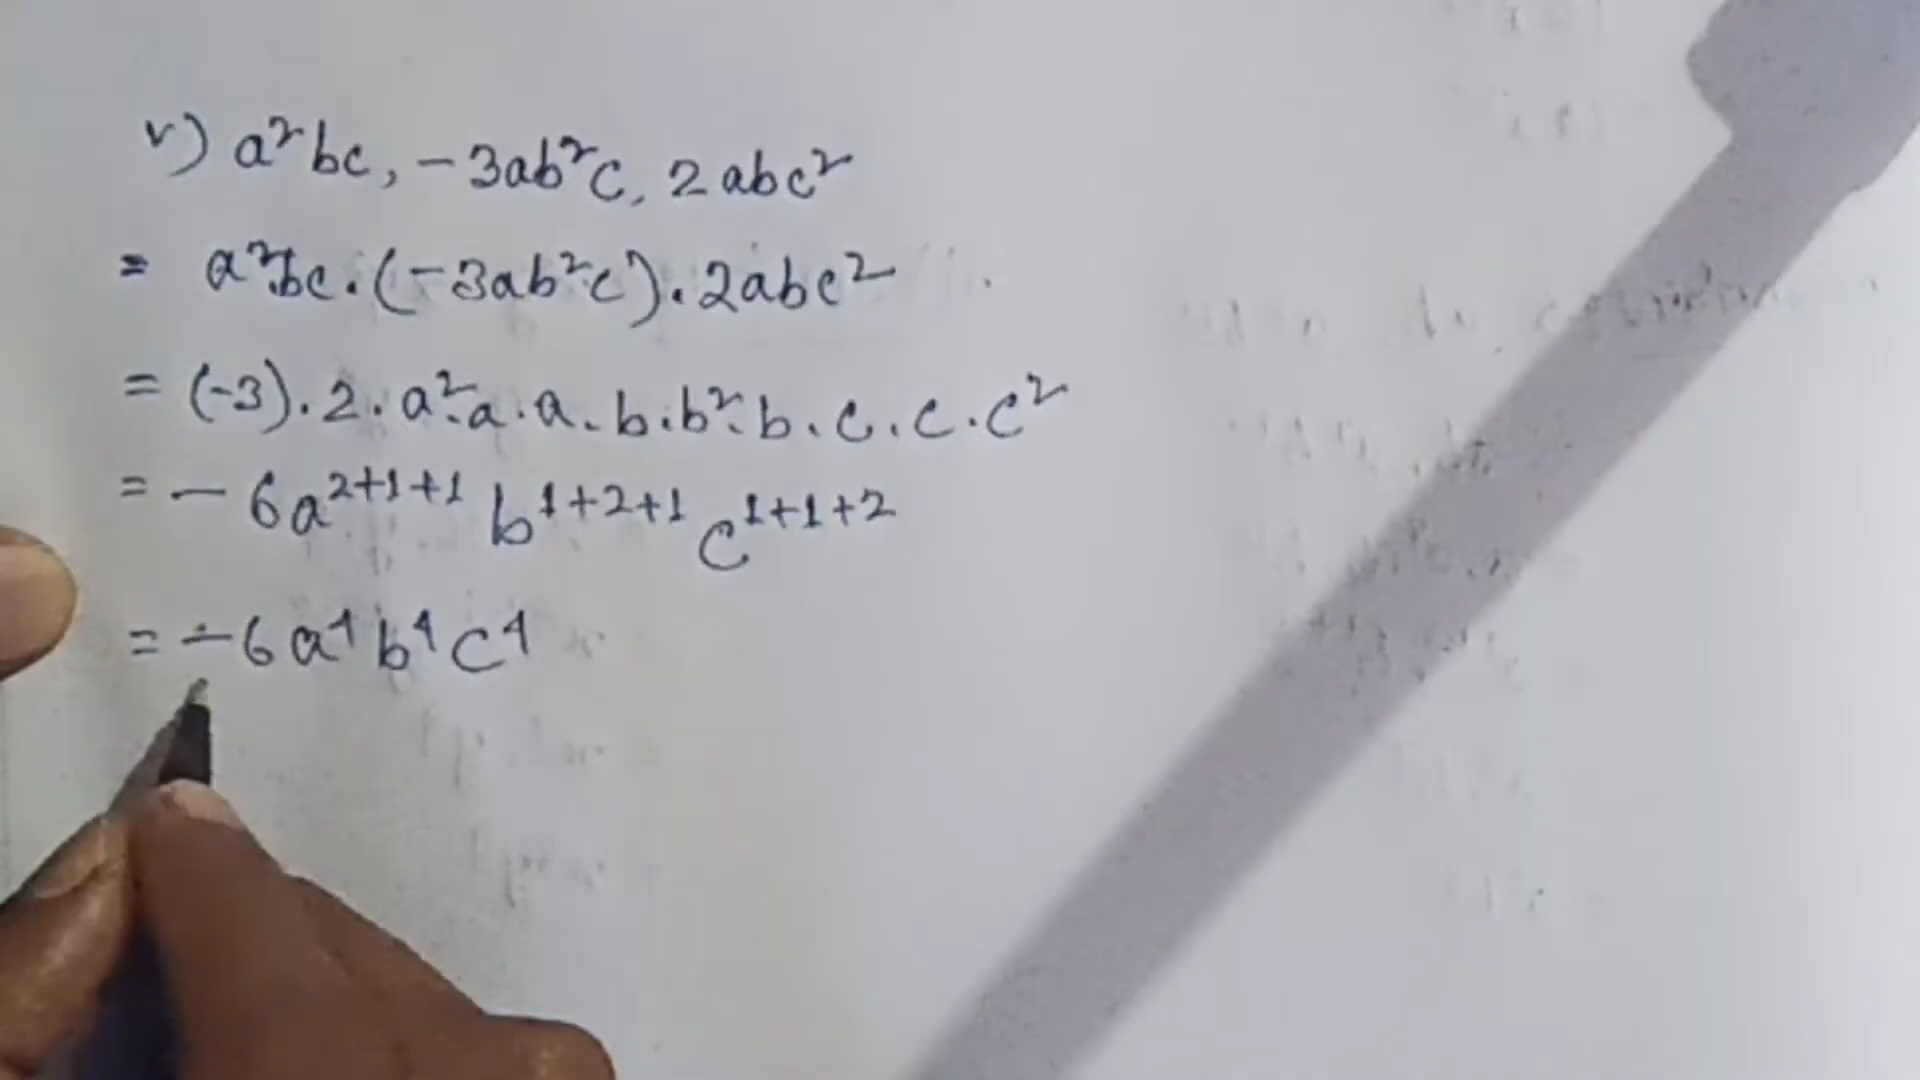 v) a²bc, -3ab²c, 2abc²
= a²bc.(-3ab²c).2abc²
= (-3).2.a².a.a.b.b².b.c.c.c²
= -6a²⁺¹⁺¹ b¹⁺²⁺¹ c¹⁺¹⁺²
= -6a⁴b⁴c⁴